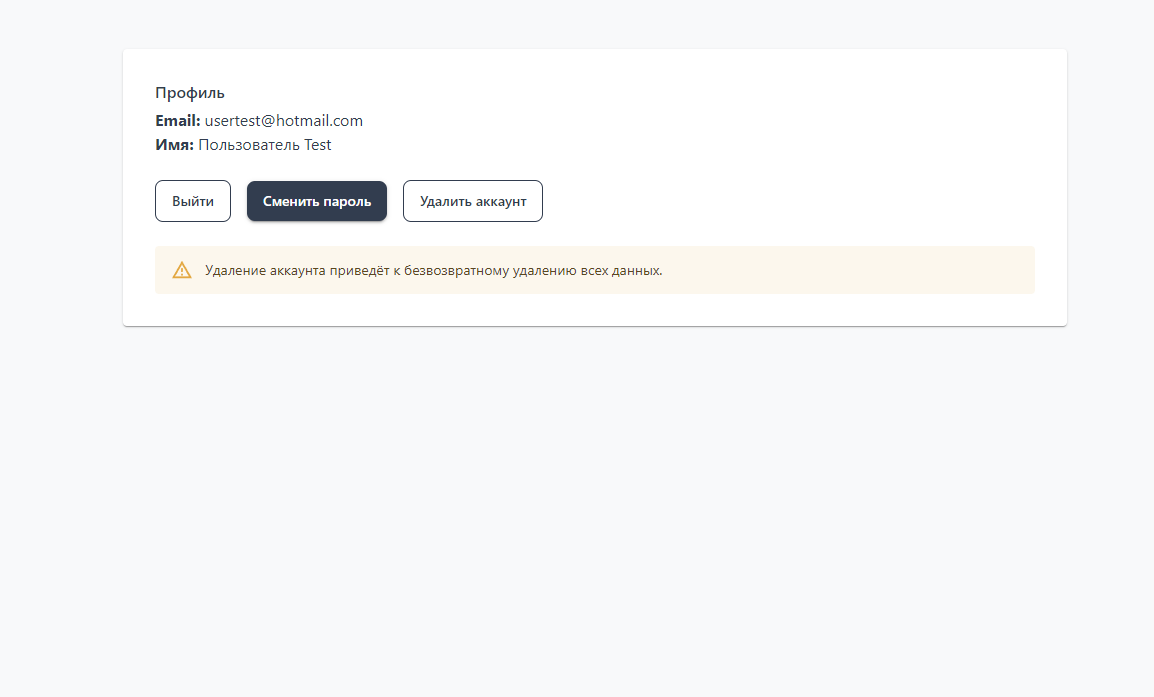 Профиль
Email: usertest@hotmail.com
Имя: Пользователь Test
Выйти Сменить пароль Удалить аккаунт
Удаление аккаунта приведёт к безвозвратному удалению всех данных.